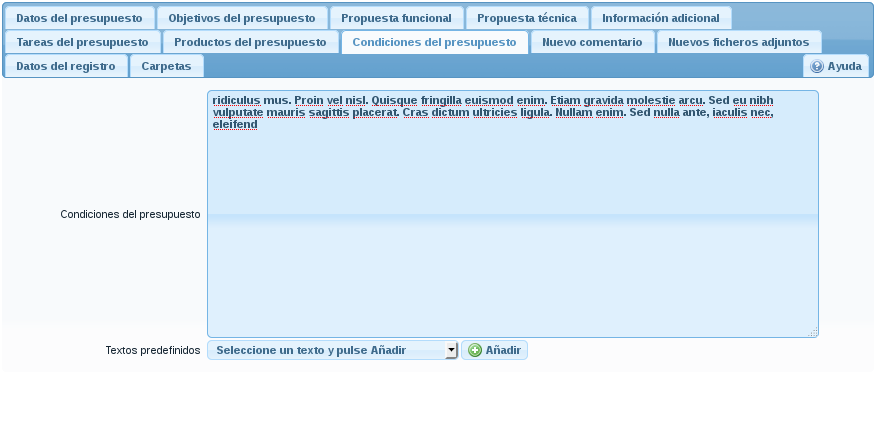 Datos del presupuesto Objetivos del presupuesto Propuesta funcional Propuesta técnica Información adicional
Tareas del presupuesto Productos del presupuesto Condiciones del presupuesto Nuevo comentario Nuevos ficheros adjuntos
Datos del registro Carpetas Ayuda
ridiculus mus. Proin vel nisl. Quisque fringilla euismod enim. Etiam gravida molestie arcu. Sed eu nibh
vulputate mauris sagittis placerat. Cras dictum ultricies ligula. Nullam enim. Sed nulla ante, iaculis nec,
eleifend
Condiciones del presupuesto
Textos predefinidos Seleccione un texto y pulse Añadir Añadir